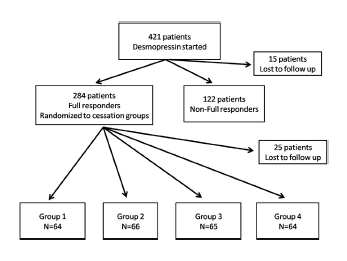 421 patients
Desmopressin started
15 patients
Lost to follow up
284 patients
Full responders
Randomized to cessation groups
122 patients
Non-Full responders
25 patients
Lost to follow up
Group 1
N=64
Group 2
N=66
Group 3
N=65
Group 4
N=64